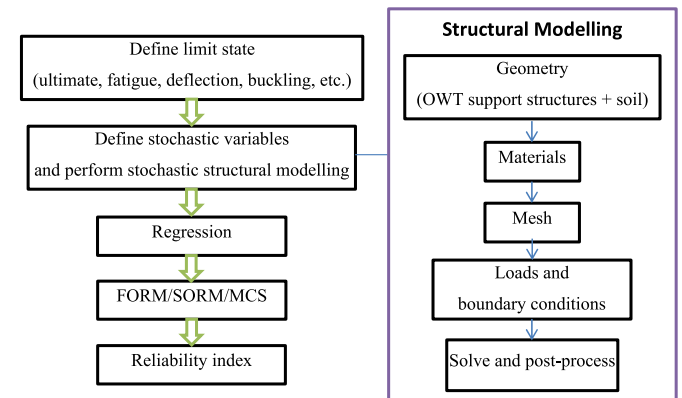 Define limit state
(ultimate, fatigue, deflection, buckling, etc.)
Define stochastic variables
and perform stochastic structural modelling
Regression
FORM/SORM/MCS
Reliability index
Structural Modelling
Geometry
(OWT support structures + soil)
Materials
Mesh
Loads and
boundary conditions
Solve and post-process